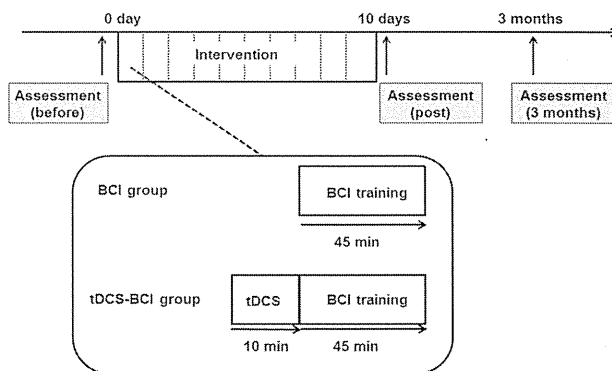 0 day
10 days
3 months
Intervention
Assessment
(before)
Assessment
(post)
Assessment
(3 months)
BCI group
BCI training
45 min
tDCS-BCI group
tDCS
BCI training
10 min
45 min